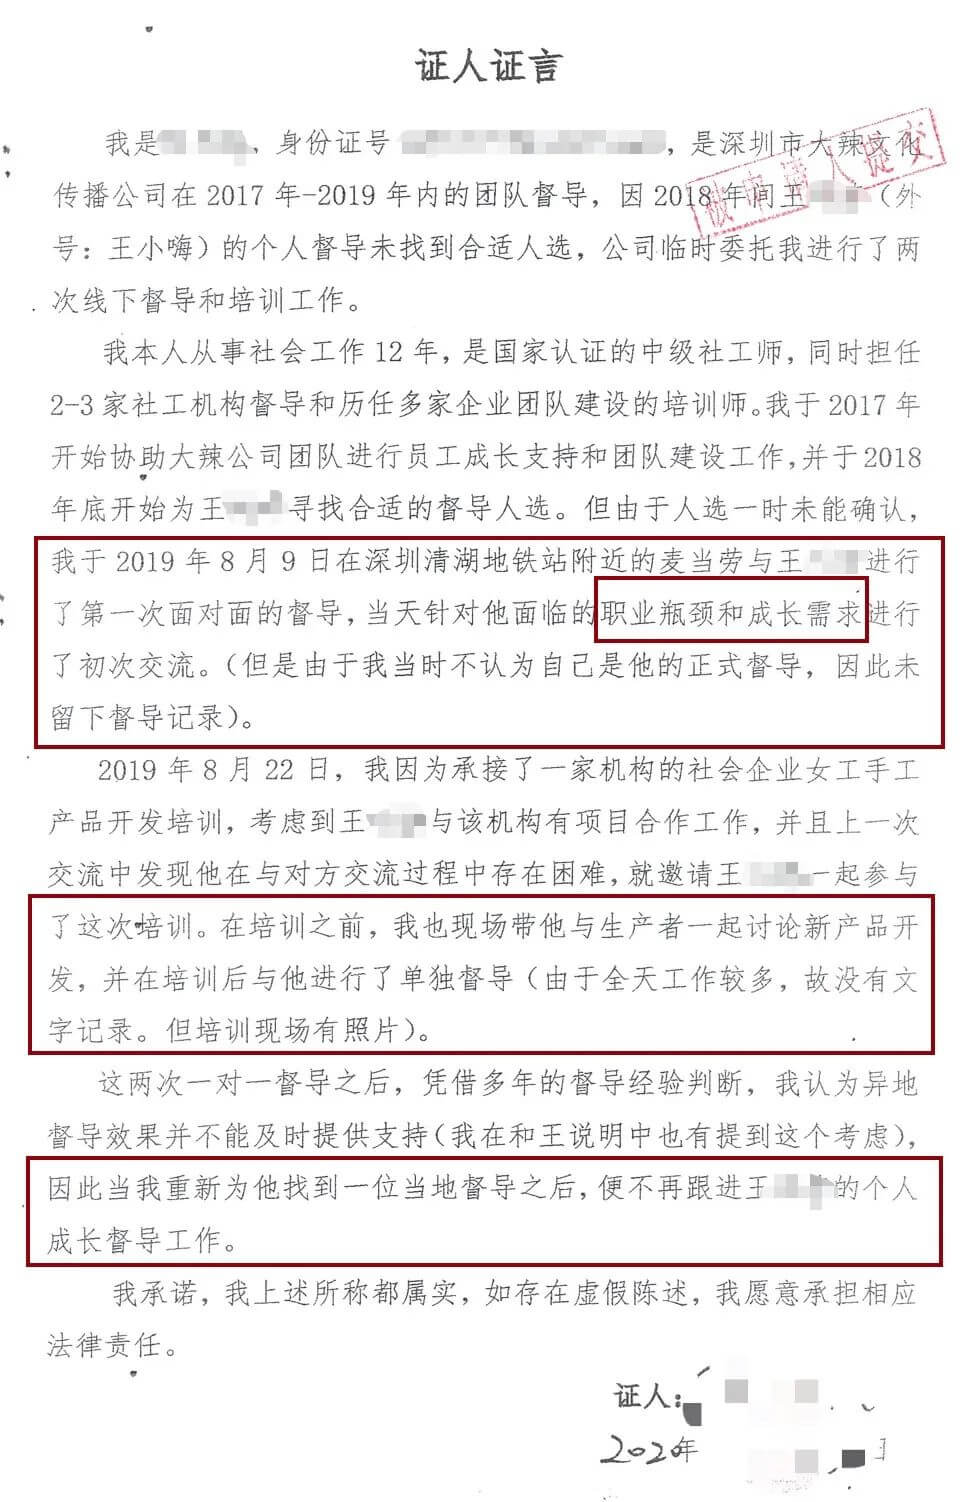 证人证言
我是，身份证号，是深圳市大辣文化
传播公司在 2017 年-2019 年内的团队督导，因 2018 年间王（外
号：王小嗨）的个人督导未找到合适人选，公司临时委托我进行了两
次线下督导和培训工作。
被申请人提交
我本人从事社会工作 12 年，是国家认证的中级社工师，同时担任
2-3 家社工机构督导和历任多家企业团队建设的培训师。我于 2017 年
开始协助大辣公司团队进行员工成长支持和团队建设工作，并于 2018
年底开始为王寻找合适的督导人选。但由于人选一时未能确认，
我于 2019 年 8 月 9 日在深圳清湖地铁站附近的麦当劳与王进行
了第一次面对面的督导，当天针对他面临的职业瓶颈和成长需求进行
了初次交流。（但是由于我当时不认为自己是他的正式督导，因此未
留下督导记录）。
2019 年 8 月 22 日，我因为承接了一家机构的社会企业女工手工
产品开发培训，考虑到王与该机构有项目合作工作，并且上一次
交流中发现他在与对方交流过程中存在困难，就邀请王一起参与
了这次培训。在培训之前，我也现场带他与生产者一起讨论新产品开
发，并在培训后与他进行了单独督导（由于全天工作较多，故没有文
字记录。但培训现场有照片）。
这两次一对一督导之后，凭借多年的督导经验判断，我认为异地
督导效果并不能及时提供支持（我在和王说明中也有提到这个考虑），
因此当我重新为他找到一位当地督导之后，便不再跟进王的个人
成长督导工作。
我承诺，我上述所称都属实，如存在虚假陈述，我愿意承担相应
法律责任。
证人：
2020年
日